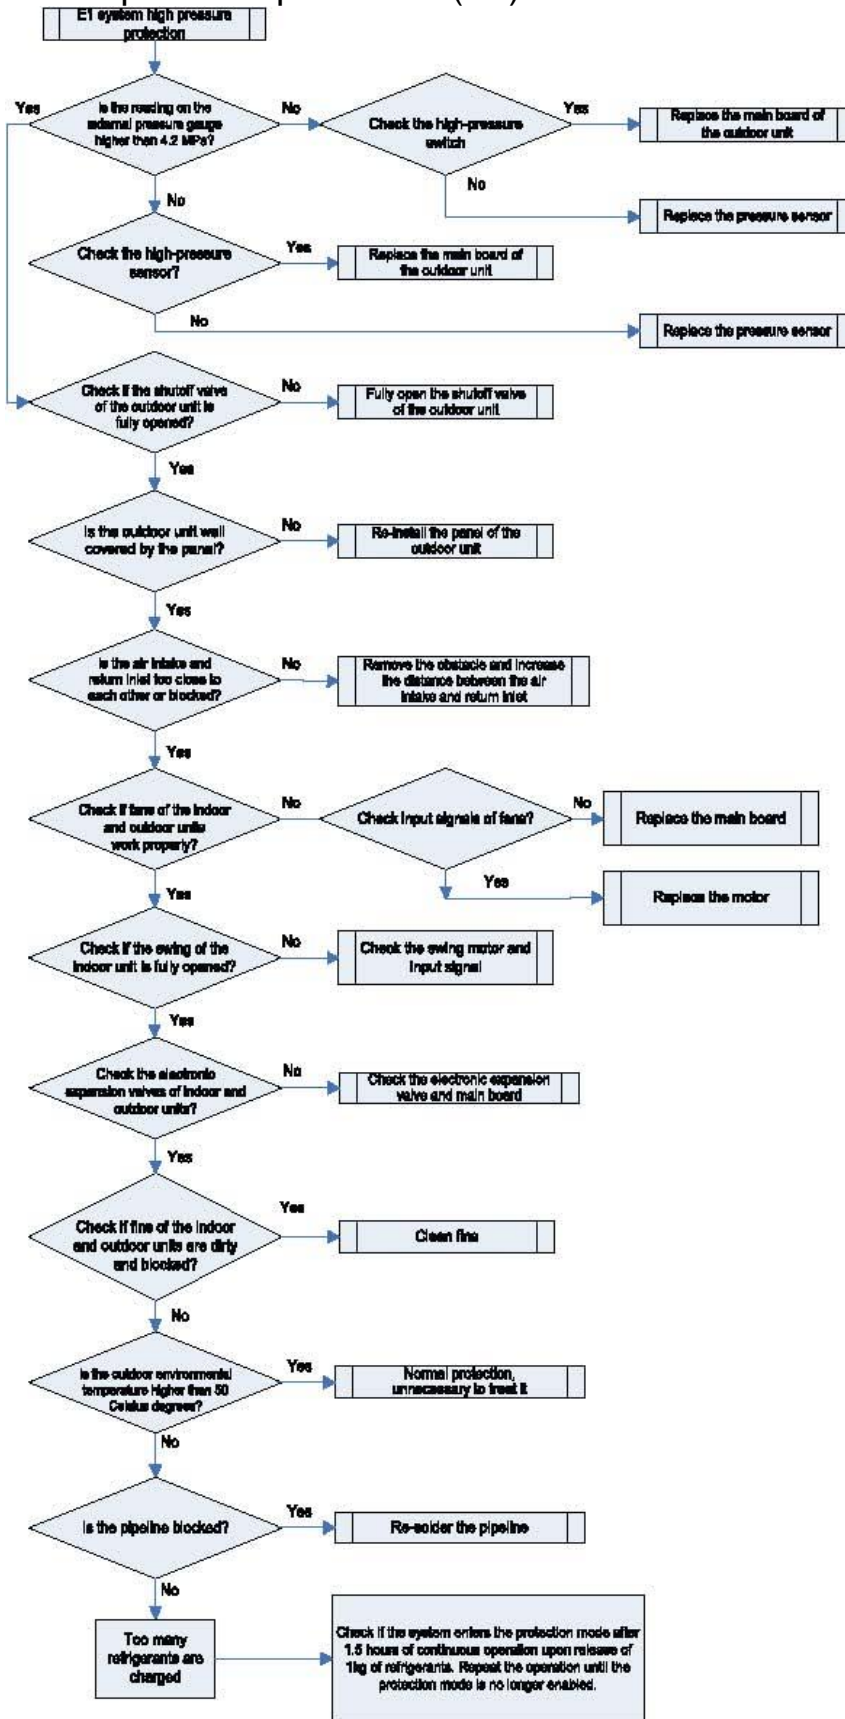 E1 system high pressure
protection
Yes
Is the reading on the
external pressure gauge
higher than 4.2 MPa?
No
Check the high-pressure
switch
Yes
Replace the main board of
the outdoor unit
No
No
Replace the pressure sensor
Check the high-pressure
sensor?
Yes
Replace the main board of
the outdoor unit
No
Replace the pressure sensor
Check if the shutoff valve
of the outdoor unit is
fully opened?
No
Fully open the shutoff valve
of the outdoor unit
Yes
Is the outdoor unit well
covered by the panel?
No
Re-install the panel of the
outdoor unit
Yes
Is the air intake and
return inlet too close to
each other or blocked?
No
Remove the obstacle and increase
the distance between the air
intake and return inlet
Yes
Check if fans of the indoor
and outdoor units
work properly?
No
Check input signals of fans?
No
Replace the main board
Yes
Replace the motor
Yes
Check if the swing of the
indoor unit is fully opened?
No
Check the swing motor and
input signal
Yes
Check the electronic
expansion valves of indoor and
outdoor units?
No
Check the electronic expansion
valve and main board
Yes
Check if fins of the indoor
and outdoor units are dirty
and blocked?
Yes
Clean fins
No
Is the outdoor environmental
temperature higher than 50
Celsius degrees?
Yes
Normal protection,
unnecessary to treat it
No
Is the pipeline blocked?
Yes
Re-solder the pipeline
No
Too many
refrigerants are
charged
Check if the system enters the protection mode after
1.5 hours of continuous operation upon release of
1kg of refrigerants. Repeat the operation until the
protection mode is no longer enabled.